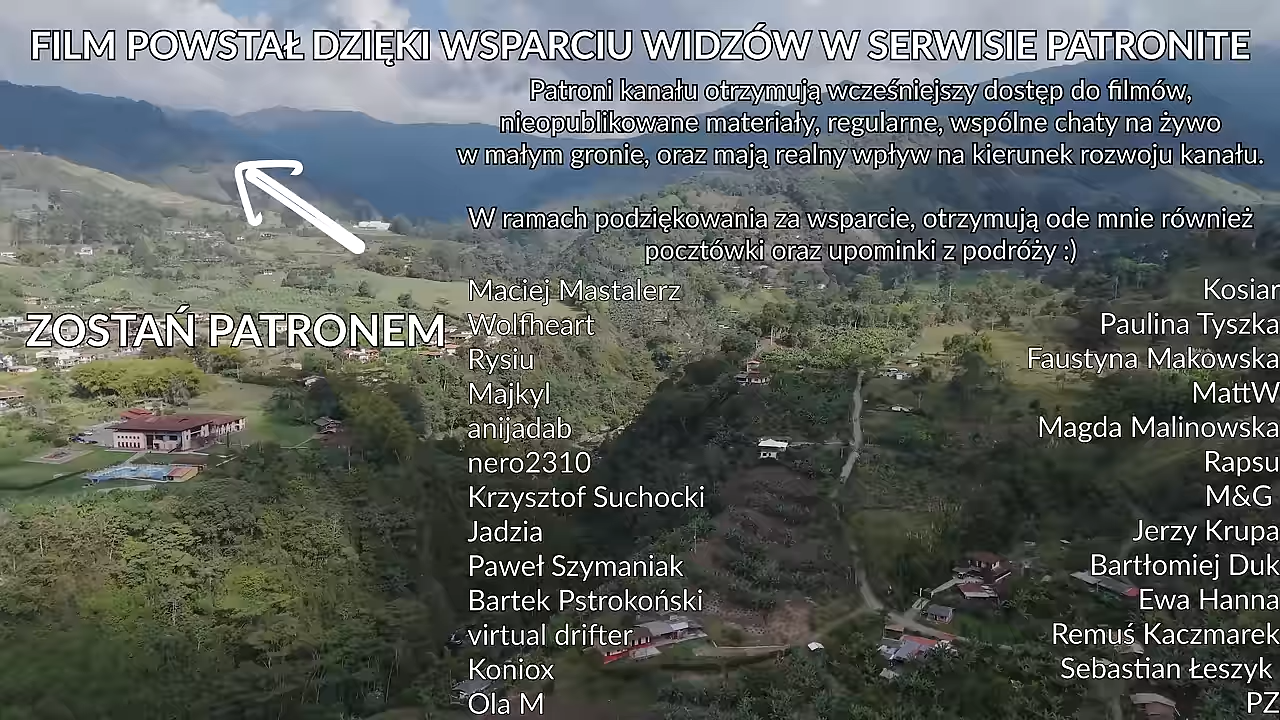 FILM POWSTAŁ DZIĘKI WSPARCIU WIDZÓW W SERWISIE PATRONITE
Patroni kanału otrzymują wcześniejszy dostęp do filmów,
nieopublikowane materiały, regularne, wspólne chaty na żywo
w małym gronie, oraz mają realny wpływ na kierunek rozwoju kanału.
W ramach podziękowania za wsparcie, otrzymują ode mnie również
pocztówki oraz upominki z podróży :)
ZOSTAŃ PATRONEM
Maciej Mastalerz
Wolfheart
Rysiu
Majkyl
anijadab
nero2310
Krzysztof Suchocki
Jadzia
Paweł Szymaniak
Bartek Pstrokoński
virtual drifter
Koniox
Ola M
Kosiar
Paulina Tyszka
Faustyna Makowska
MattW
Magda Malinowska
Rapsu
M&G
Jerzy Krupa
Bartłomiej Duk
Ewa Hanna
Remuś Kaczmarek
Sebastian Łeszyk
PZ